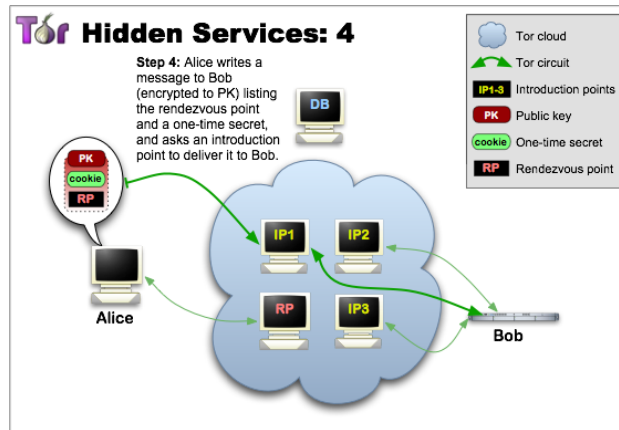 Tor Hidden Services: 4
Step 4: Alice writes a
message to Bob
(encrypted to PK) listing
the rendezvous point
and a one-time secret,
and asks an introduction
point to deliver it to Bob.
DB
Tor cloud
Tor circuit
IP1-3 Introduction points
PK Public key
cookie One-time secret
RP Rendezvous point
PK
cookie
RP
IP1
IP2
Alice
RP
IP3
Bob